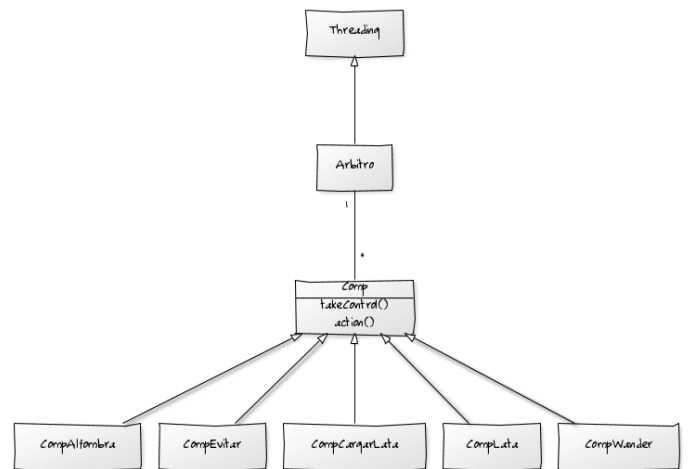 Threading
Arbitro
1
*
Comp
takeControl()
action()
CompAlfombra
CompEvitar
CompCargarLata
CompLata
CompWander